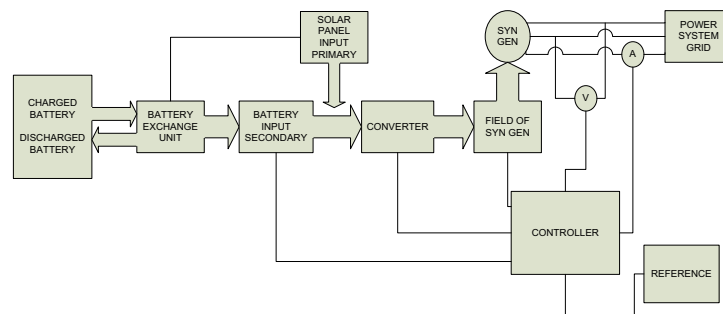 SOLAR
PANEL
INPUT
PRIMARY
SYN
GEN
POWER
SYSTEM
GRID
A
V
CHARGED
BATTERY
DISCHARGED
BATTERY
BATTERY
EXCHANGE
UNIT
BATTERY
INPUT
SECONDARY
CONVERTER
FIELD OF
SYN GEN
CONTROLLER
REFERENCE